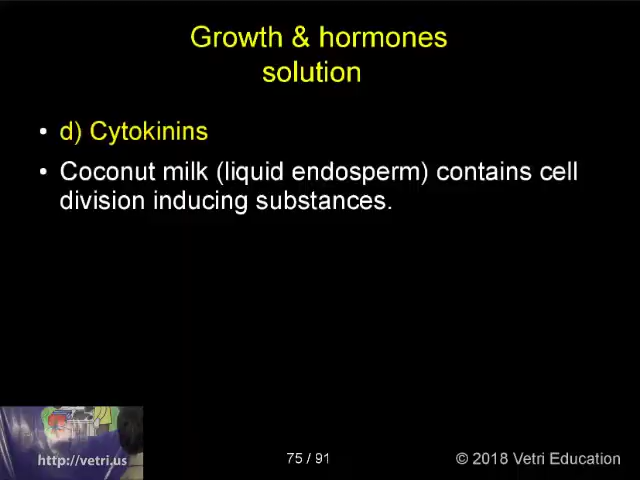 Growth & hormones
solution
d) Cytokinins
Coconut milk (liquid endosperm) contains cell
division inducing substances.
http://vetri.us
75 / 91
© 2018 Vetri Education